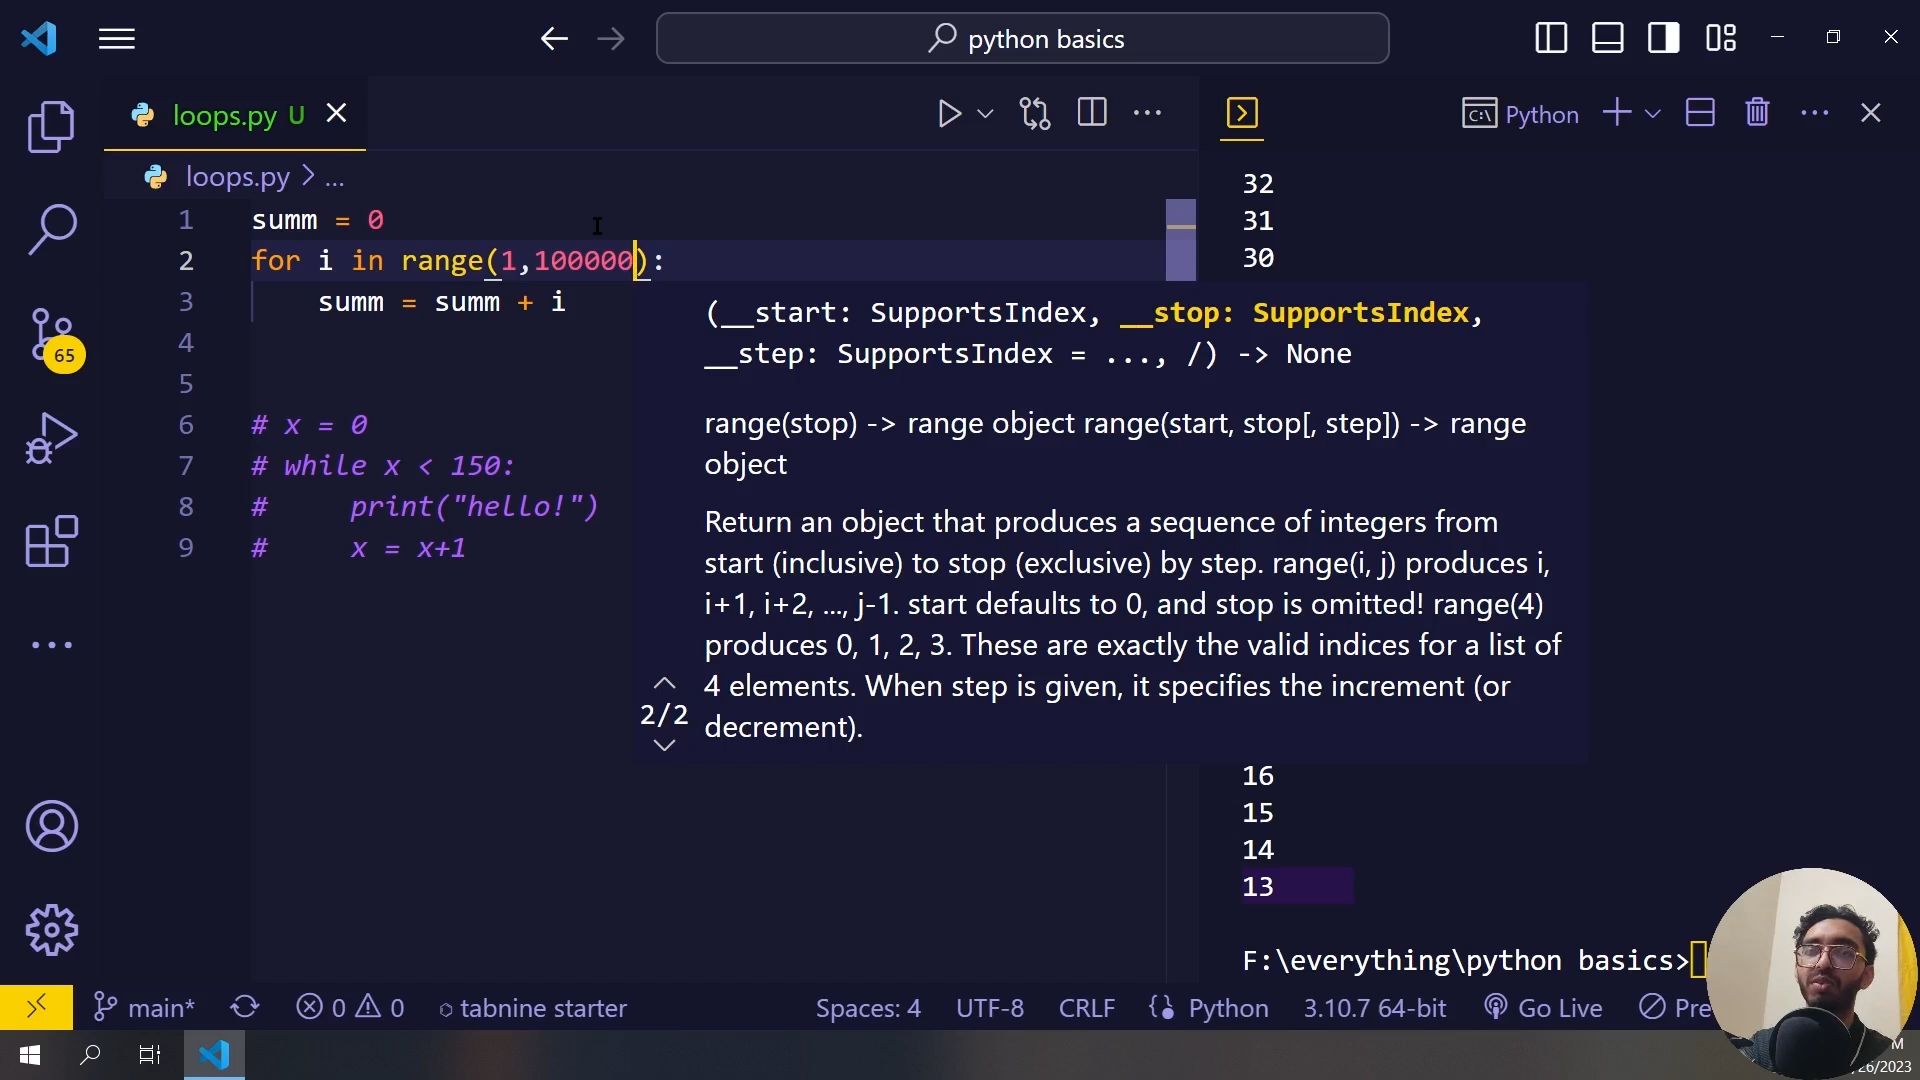 python basics
loops.py U
Python
loops.py > ...
32
31
30
1 summ = 0
2 for i in range(1,100000):
3 summ = summ + i
4
5
6 # x = 0
7 # while x < 150:
8 # print("hello!")
9 # x = x+1
65
(__start: SupportsIndex, __stop: SupportsIndex,
__step: SupportsIndex = ..., /) -> None
range(stop) -> range object range(start, stop[, step]) -> range
object
Return an object that produces a sequence of integers from
start (inclusive) to stop (exclusive) by step. range(i, j) produces i,
i+1, i+2, ..., j-1. start defaults to 0, and stop is omitted! range(4)
produces 0, 1, 2, 3. These are exactly the valid indices for a list of
4 elements. When step is given, it specifies the increment (or
decrement).
2/2
16
15
14
13
F:\everything\python basics>
main* 0 0 tabnine starter Spaces: 4 UTF-8 CRLF Python 3.10.7 64-bit Go Live